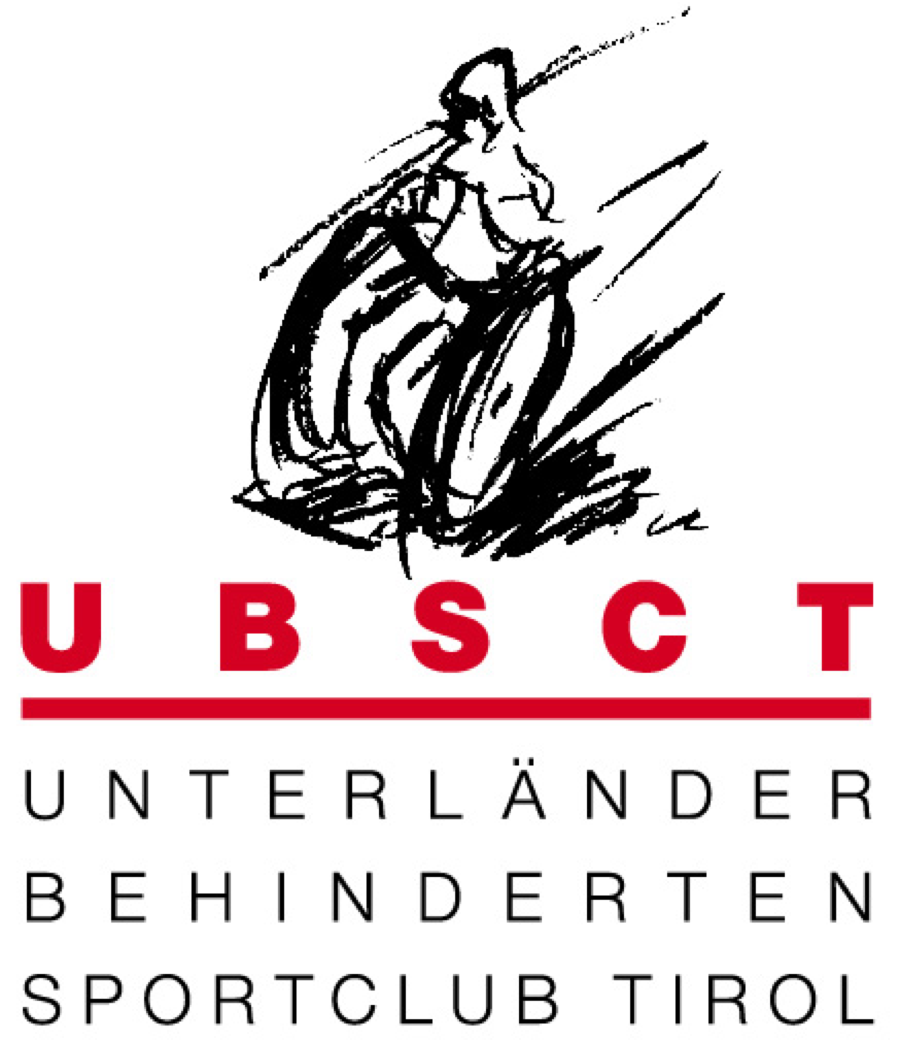 UBSCT
UNTERLÄNDER
BEHINDERTEN
SPORTCLUB TIROL